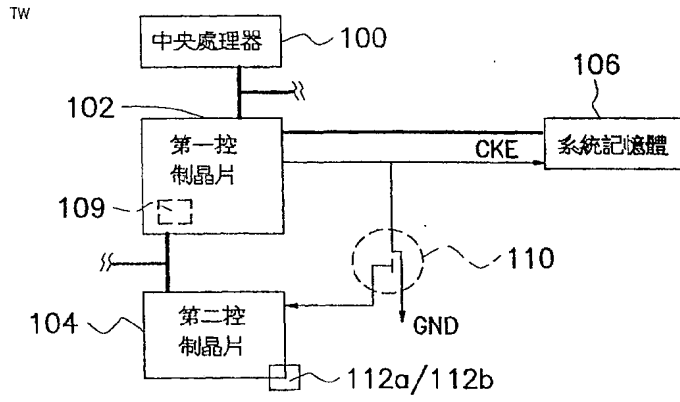 TW
中央處理器
100
102
106
第一控
制晶片
CKE
系統記憶體
109
110
第二控
制晶片
104
GND
112a/112b